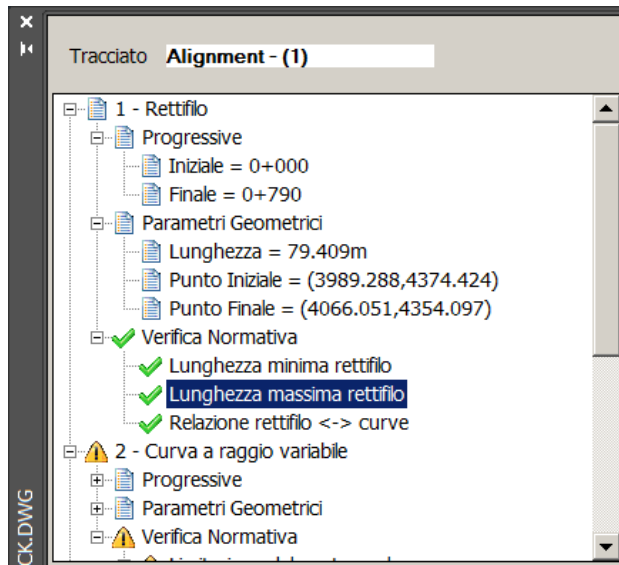 Tracciato Alignment - (1)
1 - Rettifilo
Progressive
Iniziale = 0+000
Finale = 0+790
Parametri Geometrici
Lunghezza = 79.409m
Punto Iniziale = (3989.288,4374.424)
Punto Finale = (4066.051,4354.097)
Verifica Normativa
Lunghezza minima rettifilo
Lunghezza massima rettifilo
Relazione rettifilo <-> curve
2 - Curva a raggio variabile
Progressive
Parametri Geometrici
Verifica Normativa
CK.DWG